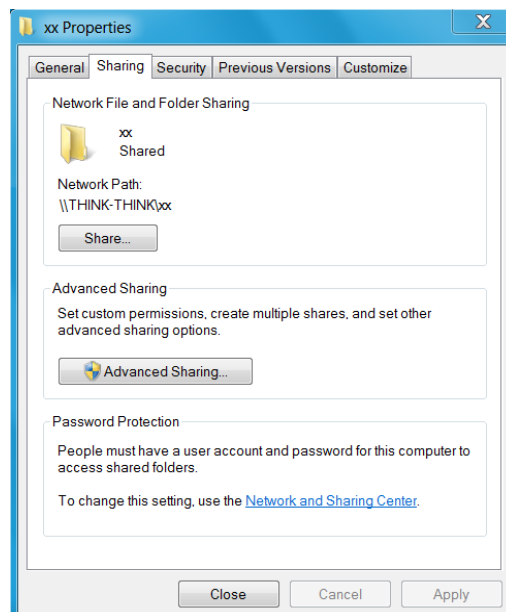 xx Properties
X
General Sharing Security Previous Versions Customize
Network File and Folder Sharing
xx
Shared
Network Path:
\\THINK-THINK\xx
Share...
Advanced Sharing
Set custom permissions, create multiple shares, and set other
advanced sharing options.
Advanced Sharing...
Password Protection
People must have a user account and password for this computer to
access shared folders.
To change this setting, use the Network and Sharing Center.
Close Cancel Apply